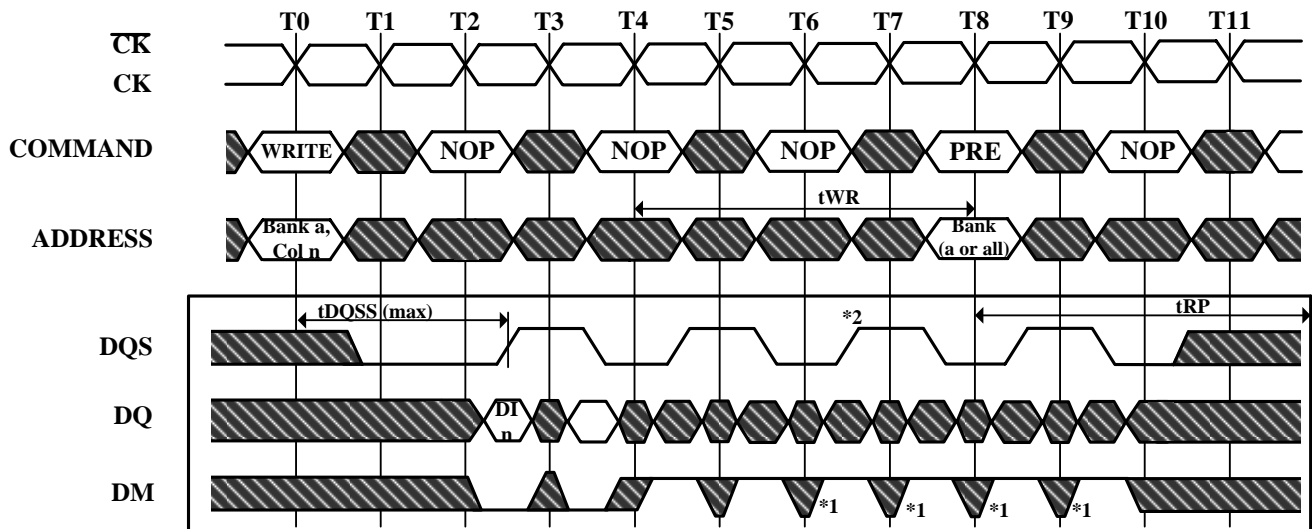 T0 T1 T2 T3 T4 T5 T6 T7 T8 T9 T10 T11
CK
CK
COMMAND WRITE NOP NOP NOP PRE NOP
tWR
ADDRESS Bank a, Col n Bank (a or all)
tDQSS (max) tRP
DQS *2
DQ DI n
DM *1 *1 *1 *1